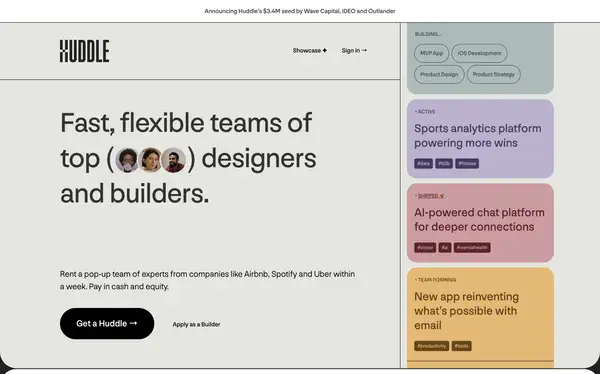 Announcing Huddle's $3.4M seed by Wave Capital, IDEO and Outlander
HUDDLE
Showcase ✦
Sign in →
Fast, flexible teams of
top ( ) designers
and builders.
Rent a pop-up team of experts from companies like Airbnb, Spotify and Uber within
a week. Pay in cash and equity.
Get a Huddle →
Apply as a Builder
BUILDING...
MVP App
iOS Development
Product Design
Product Strategy
• ACTIVE
Sports analytics platform
powering more wins
#data
#b2b
#fitness
• SHIPPED 🚀
AI-powered chat platform
for deeper connections
#social
#ai
#mentalhealth
• TEAM FORMING
New app reinventing
what's possible with
email
#productivity
#tools